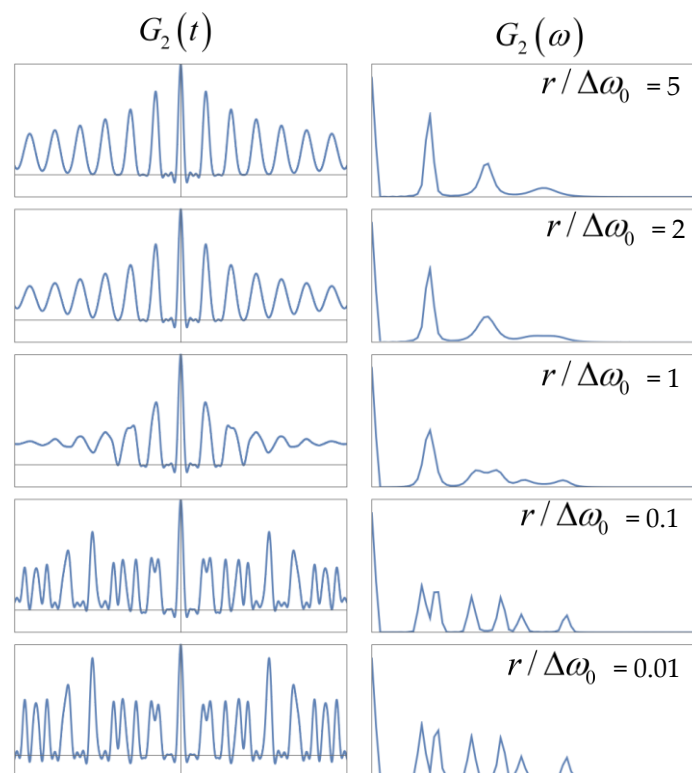 G₂(t)
G₂(ω)
r / Δω₀ = 5
r / Δω₀ = 2
r / Δω₀ = 1
r / Δω₀ = 0.1
r / Δω₀ = 0.01